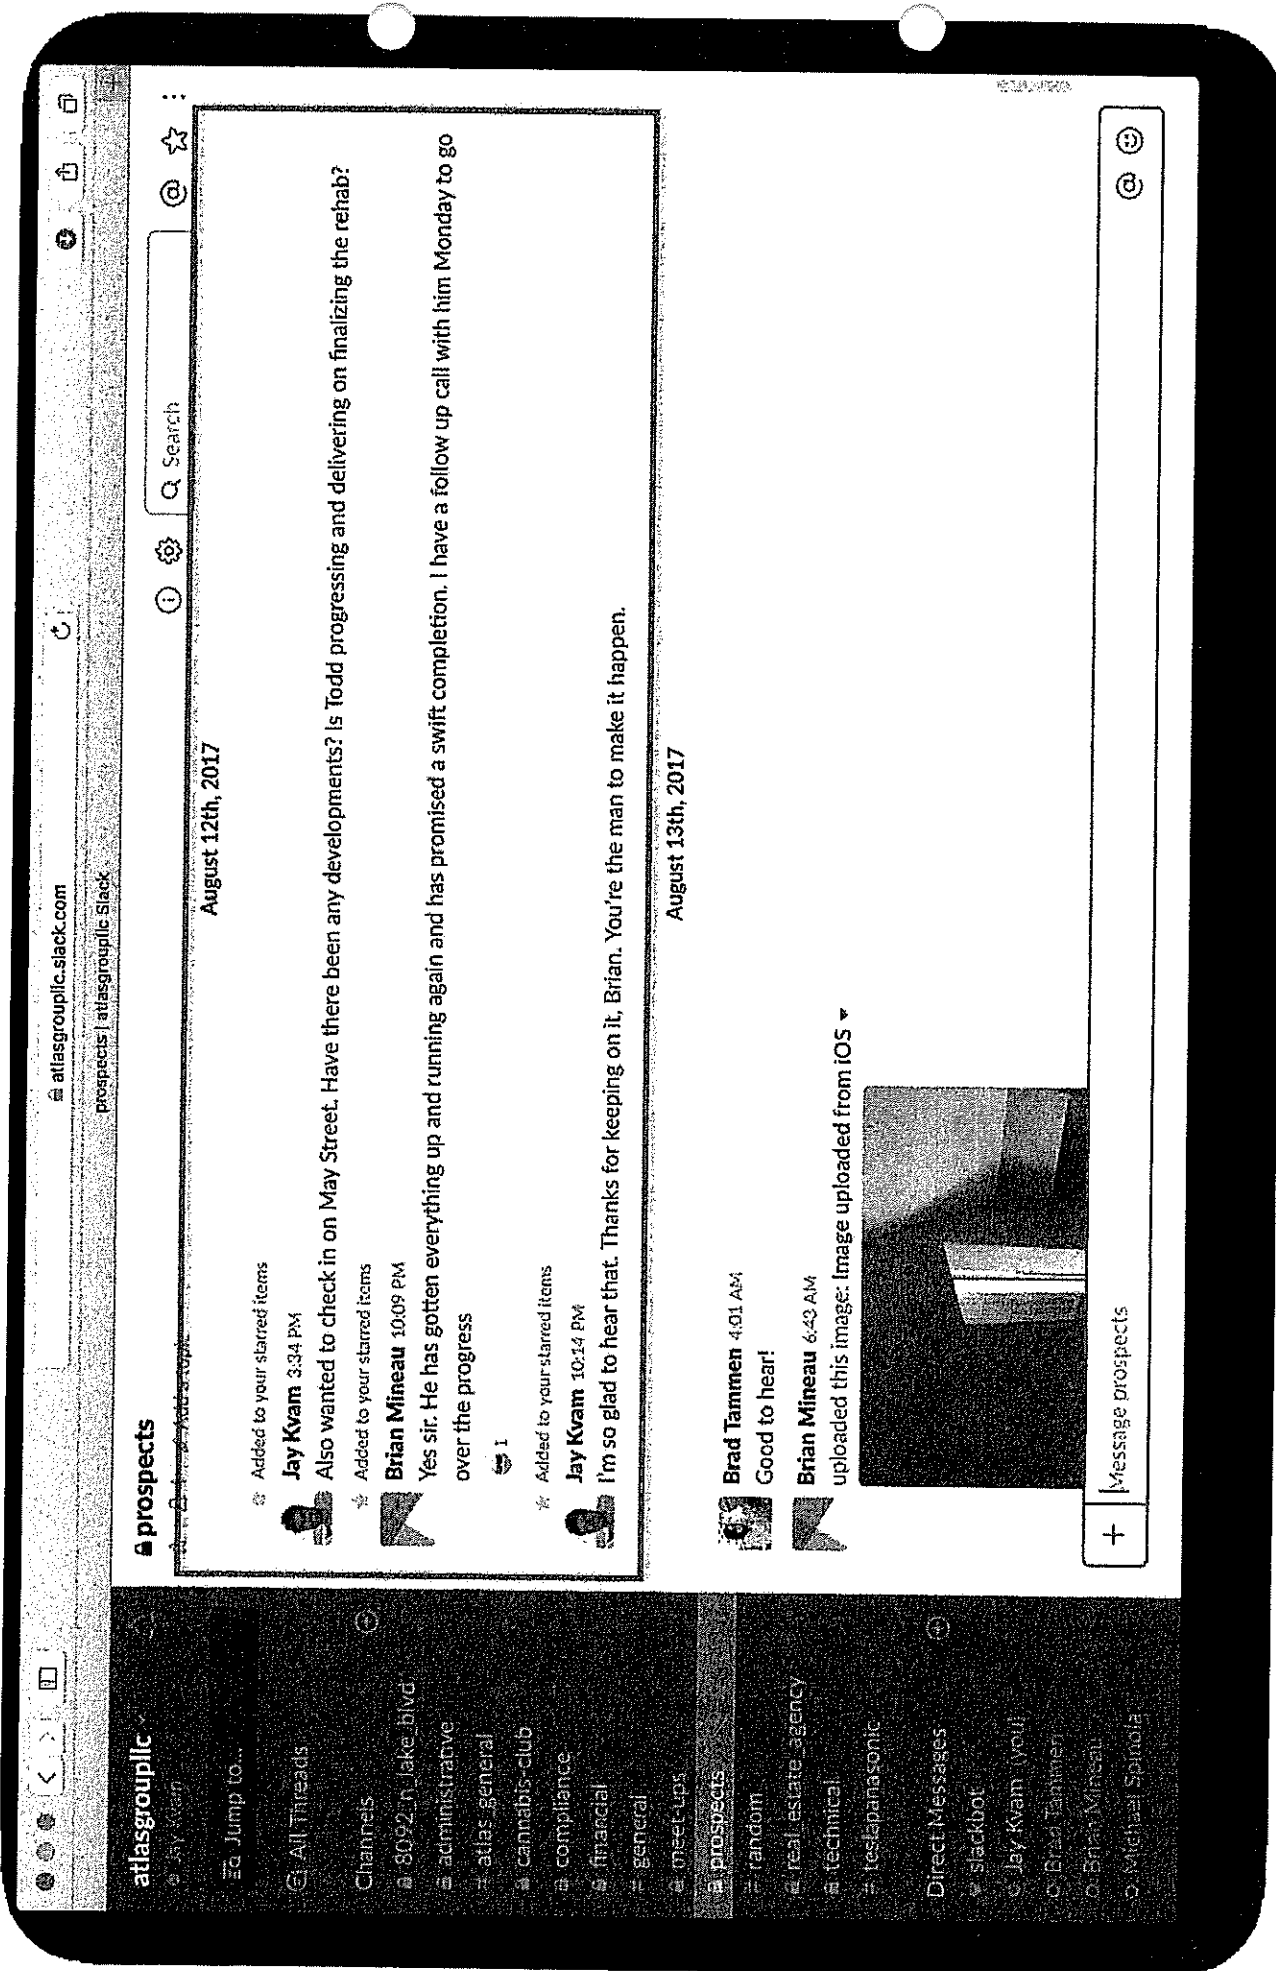 atlasgroupllc.slack.com
prospects | atlasgroupllc Slack
atlasgroupllc
Jay Kvam
Jump to...
All Threads
Channels
8092_n_lake_blvd
administrative
# atlas_general
cannabis-club
compliance
financial
# general
meet-ups
prospects
# random
real_estate_agency
technical
# teslapanasonic
Direct Messages
slackbot
Jay Kvam (you)
Brad Tammen
Brian Mineau
Michael Spinola
prospects
Add a topic
Search
@
August 12th, 2017
Added to your starred items
Jay Kvam 3:34 PM
Also wanted to check in on May Street. Have there been any developments? Is Todd progressing and delivering on finalizing the rehab?
Added to your starred items
Brian Mineau 10:09 PM
Yes sir. He has gotten everything up and running again and has promised a swift completion. I have a follow up call with him Monday to go
over the progress
1
Added to your starred items
Jay Kvam 10:14 PM
I'm so glad to hear that. Thanks for keeping on it, Brian. You're the man to make it happen.
August 13th, 2017
Brad Tammen 4:01 AM
Good to hear!
Brian Mineau 6:43 AM
uploaded this image: Image uploaded from iOS
+
Message prospects
@